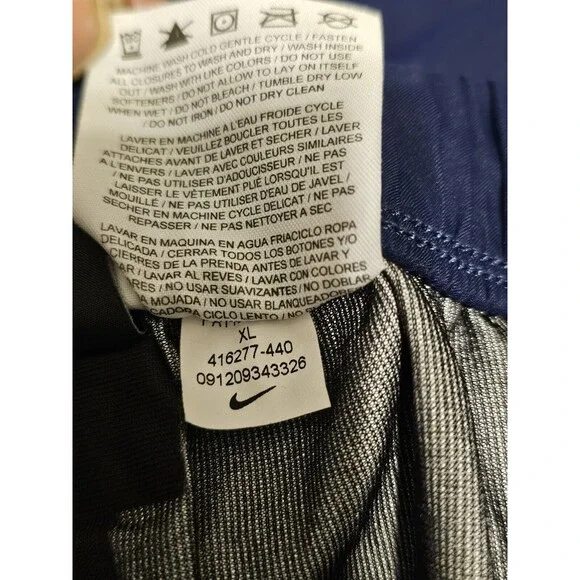 MACHINE WASH COLD GENTLE CYCLE / FASTEN
ALL CLOSURES TO WASH AND DRY / WASH INSIDE
OUT / WASH WITH LIKE COLORS / DO NOT USE
SOFTENERS / DO NOT ALLOW TO LAY ON ITSELF
WHEN WET / DO NOT BLEACH / TUMBLE DRY LOW
/ DO NOT IRON / DO NOT DRY CLEAN
LAVER EN MACHINE A L'EAU FROIDE CYCLE
DELICAT / VEUILLEZ BOUCLER TOUTES LES
ATTACHES AVANT DE LAVER ET SECHER / LAVER
A L'ENVERS / LAVER AVEC COULEURS SIMILAIRES
/ NE PAS UTILISER D'ADOUCISSEUR / NE PAS
LAISSER LE VÊTEMENT PLIÉ LORSQU'IL EST
MOUILLÉ / NE PAS UTILISER D'EAU DE JAVEL /
SECHER EN MACHINE CYCLE DELICAT / NE PAS
REPASSER / NE PAS NETTOYER A SEC
LAVAR EN MAQUINA EN AGUA FRIACICLO ROPA
DELICADA / CERRAR TODOS LOS BOTONES Y/O
CIERRES DE LA PRENDA ANTES DE LAVAR Y
/ LAVAR AL REVES / LAVAR CON COLORES
/ NO USAR SUAVIZANTES / NO DOBLAR
A MOJADA / NO USAR BLANQUEADOR
CADORA CICLO LENTO / NO
XL
416277-440
091209343326